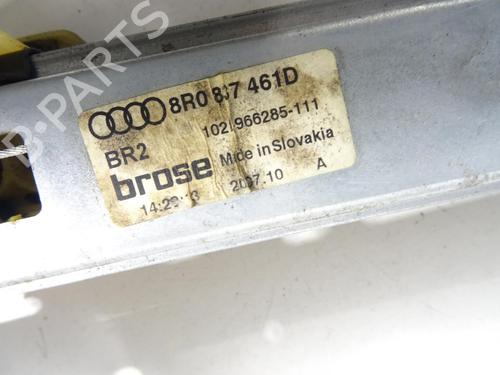 8R0 837 461D
102.966285-111
BR2
brose
Made in Slovakia
2007.10 A
B-PARTS